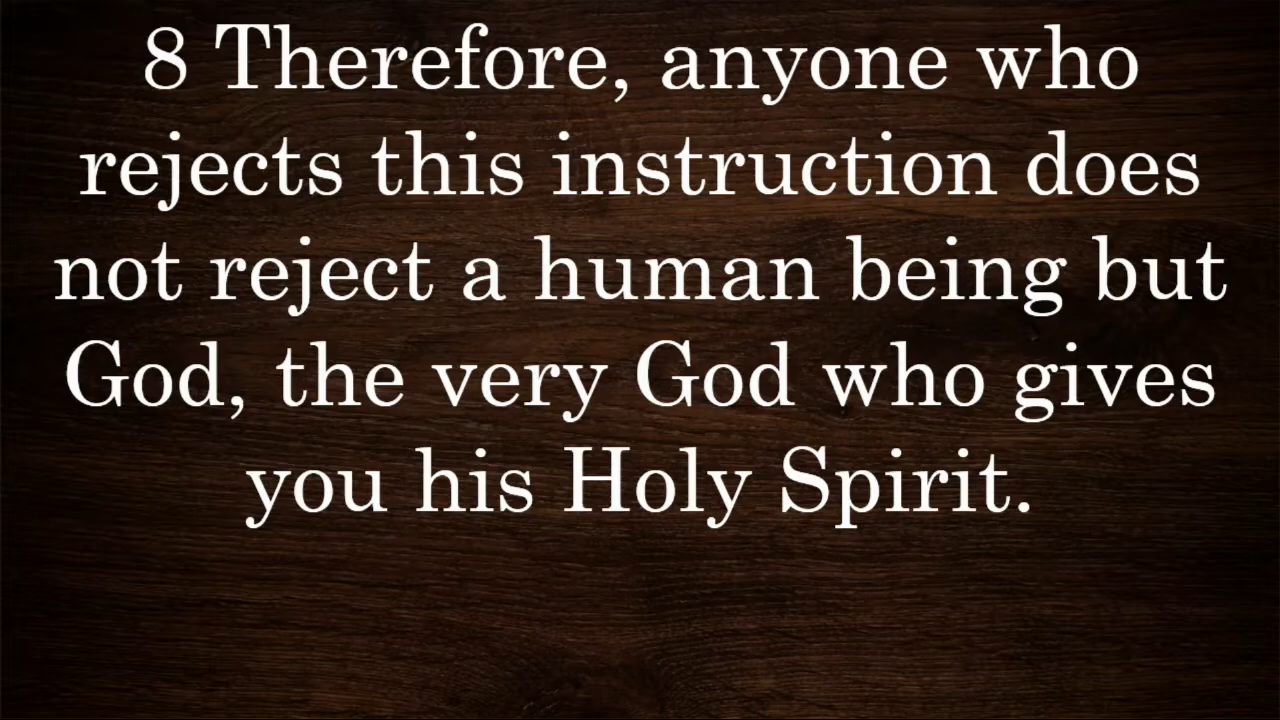 8 Therefore, anyone who
rejects this instruction does
not reject a human being but
God, the very God who gives
you his Holy Spirit.